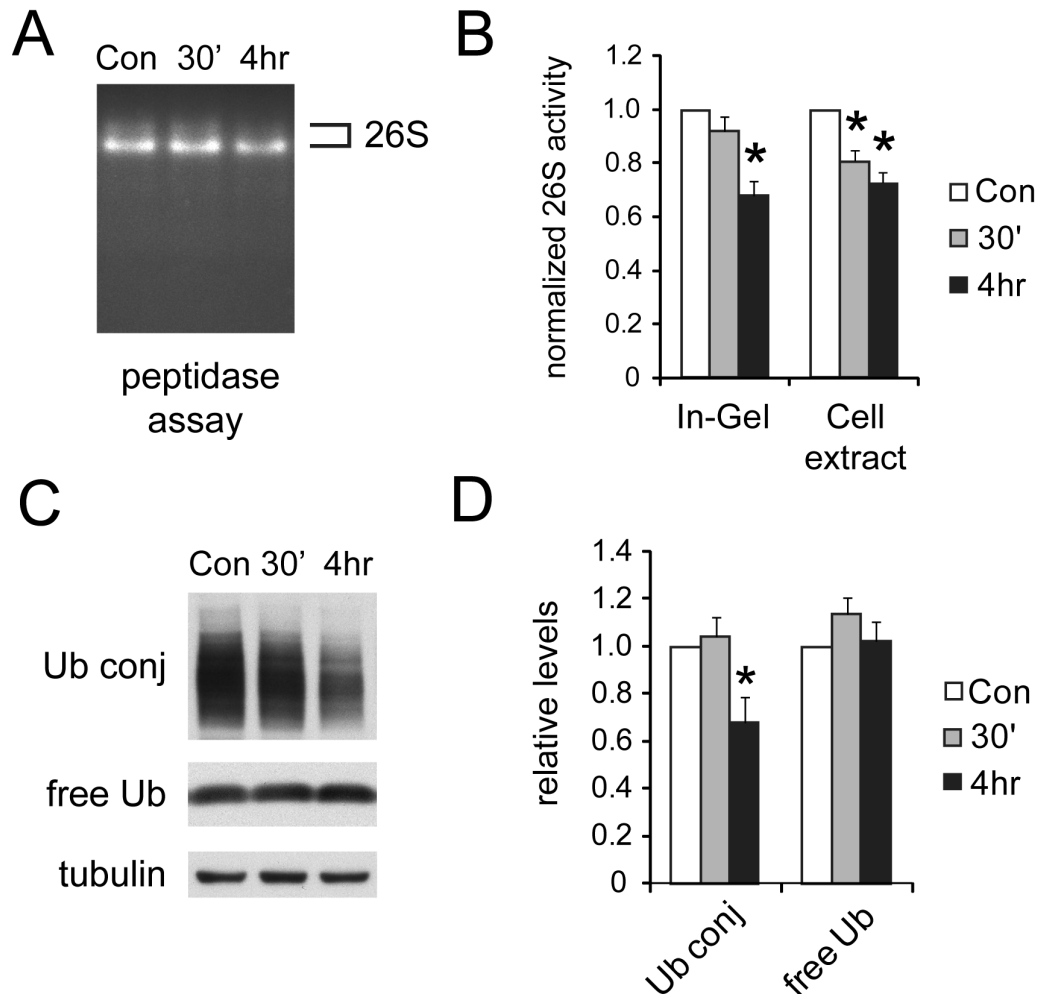 A
Con 30’ 4hr
26S
peptidase
assay
B
normalized 26S activity
1.2
1.0
0.8
0.6
0.4
0.2
0
*
*
*
In-Gel
Cell
extract
Con
30'
4hr
C
Con 30’ 4hr
Ub conj
free Ub
tubulin
D
relative levels
1.4
1.2
1.0
0.8
0.6
0.4
0.2
0
*
Ub conj
free Ub
Con
30'
4hr